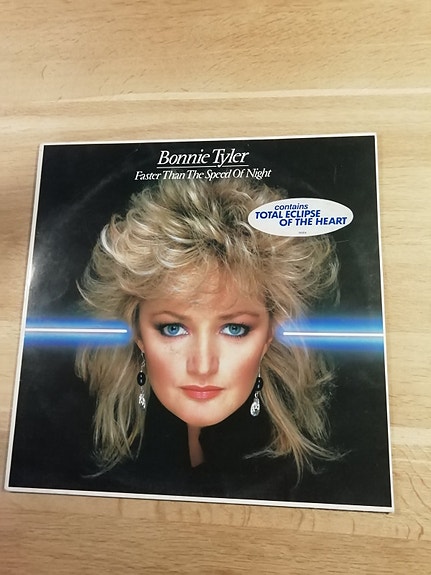 Bonnie Tyler
Faster Than The Speed Of Night
contains
TOTAL ECLIPSE
OF THE HEART